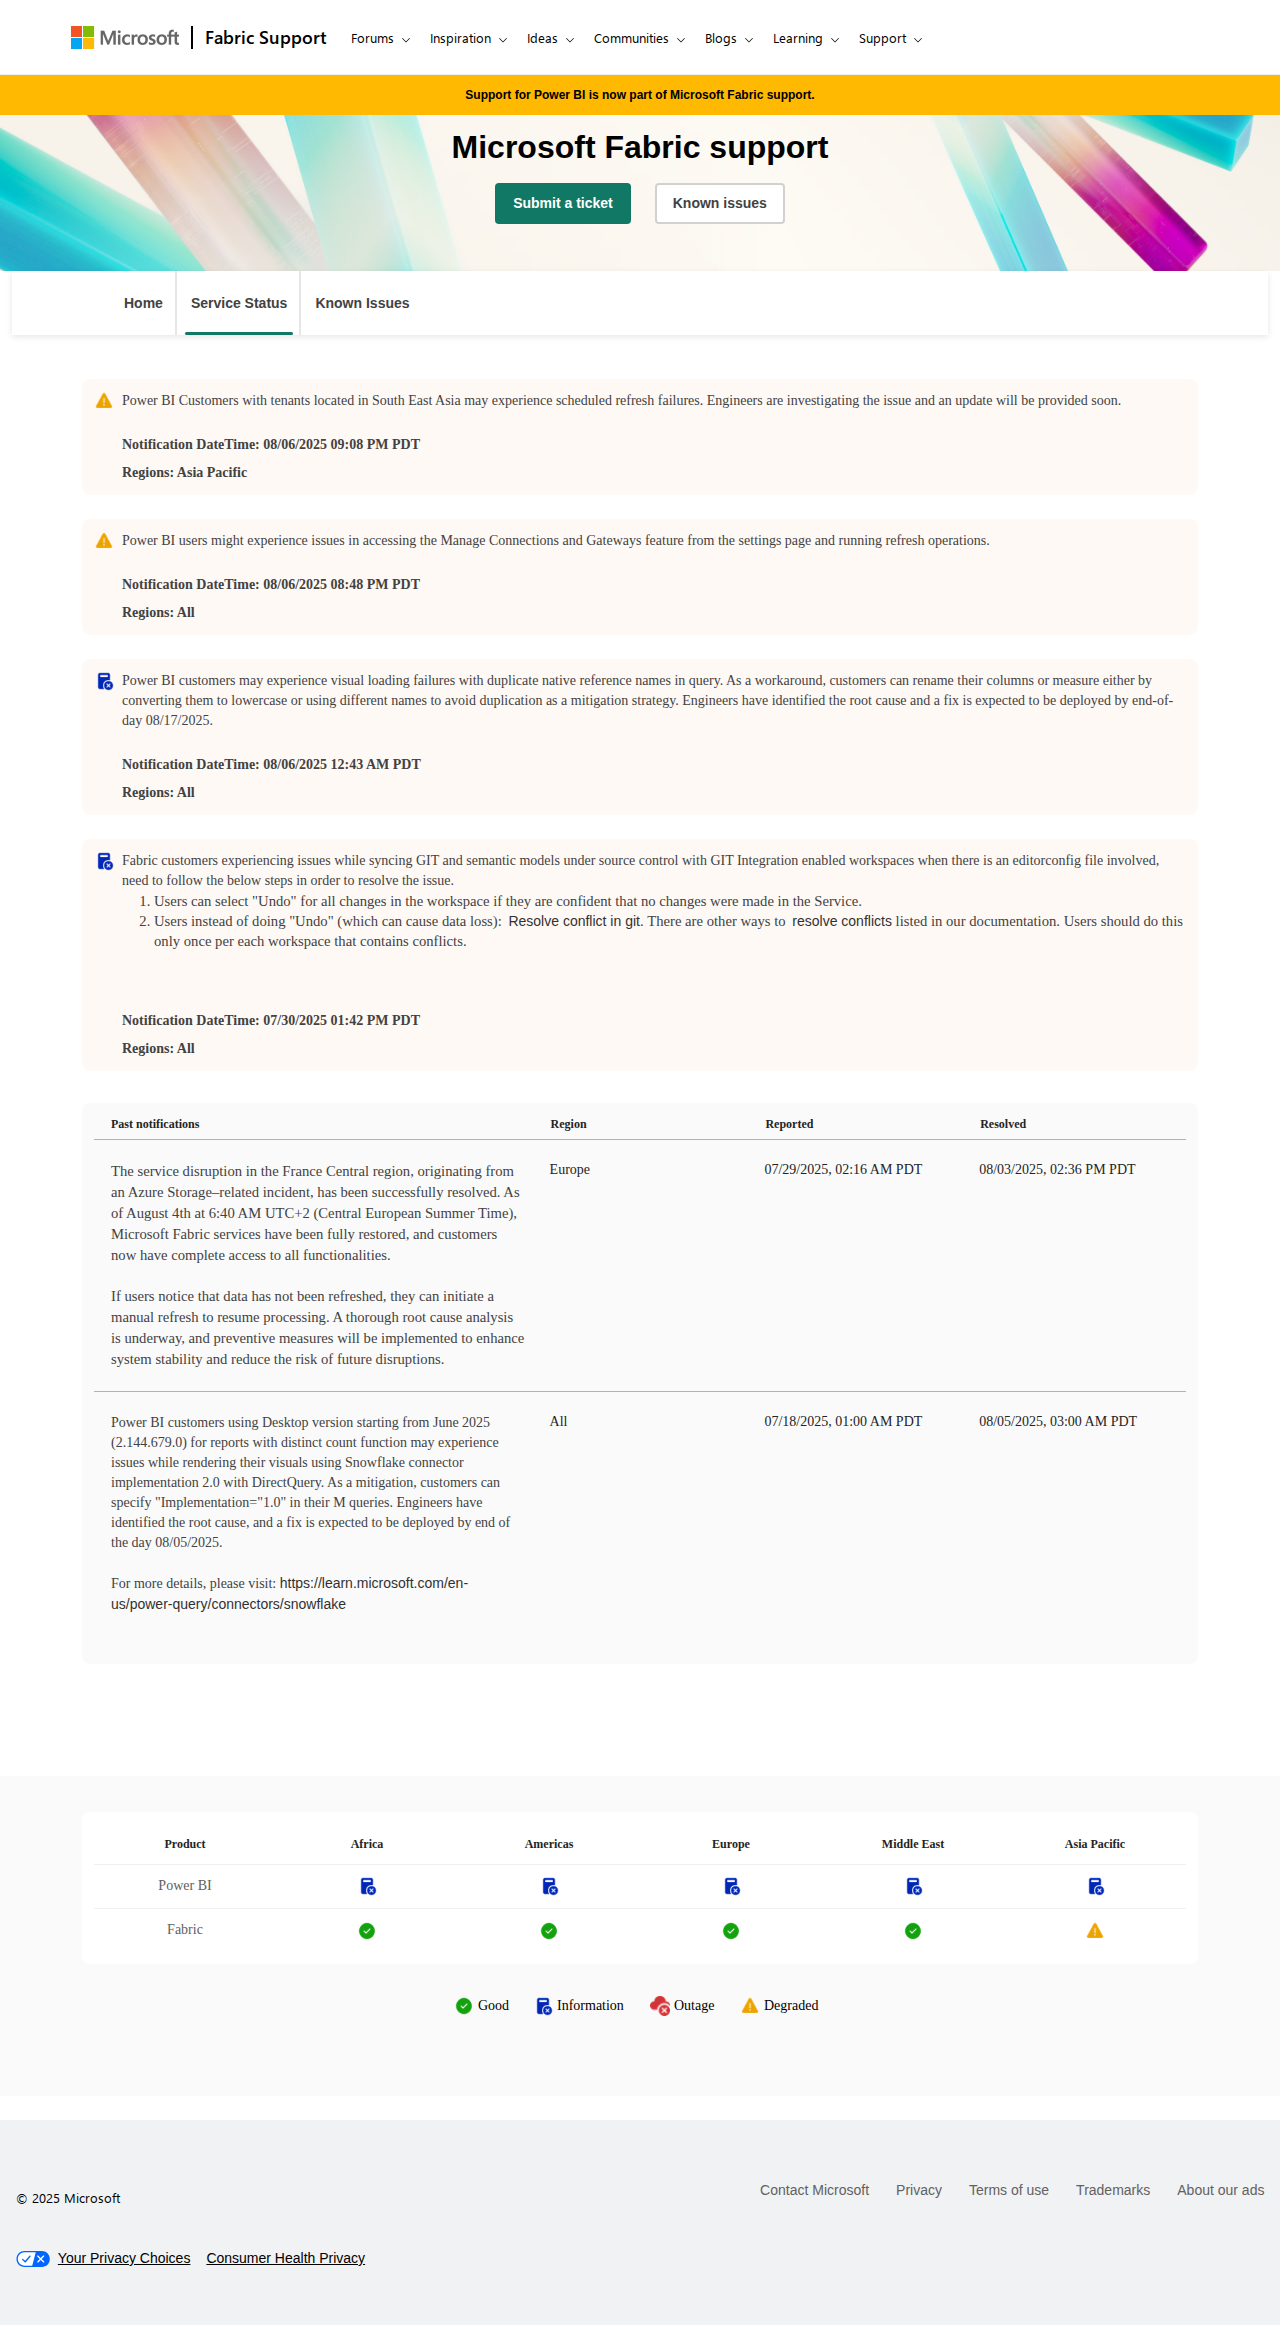 Microsoft | Fabric Support Forums Inspiration Ideas Communities Blogs Learning Support
Support for Power BI is now part of Microsoft Fabric support.
Microsoft Fabric support
Submit a ticket Known issues
Home Service Status Known Issues
Power BI Customers with tenants located in South East Asia may experience scheduled refresh failures. Engineers are investigating the issue and an update will be provided soon.
Notification DateTime: 08/06/2025 09:08 PM PDT
Regions: Asia Pacific
Power BI users might experience issues in accessing the Manage Connections and Gateways feature from the settings page and running refresh operations.
Notification DateTime: 08/06/2025 08:48 PM PDT
Regions: All
Power BI customers may experience visual loading failures with duplicate native reference names in query. As a workaround, customers can rename their columns or measure either by
converting them to lowercase or using different names to avoid duplication as a mitigation strategy. Engineers have identified the root cause and a fix is expected to be deployed by end-of-
day 08/17/2025.
Notification DateTime: 08/06/2025 12:43 AM PDT
Regions: All
Fabric customers experiencing issues while syncing GIT and semantic models under source control with GIT Integration enabled workspaces when there is an editorconfig file involved,
need to follow the below steps in order to resolve the issue.
1. Users can select "Undo" for all changes in the workspace if they are confident that no changes were made in the Service.
2. Users instead of doing "Undo" (which can cause data loss): Resolve conflict in git. There are other ways to resolve conflicts listed in our documentation. Users should do this
only once per each workspace that contains conflicts.
Notification DateTime: 07/30/2025 01:42 PM PDT
Regions: All
Past notifications Region Reported Resolved
The service disruption in the France Central region, originating from Europe 07/29/2025, 02:16 AM PDT 08/03/2025, 02:36 PM PDT
an Azure Storage–related incident, has been successfully resolved. As
of August 4th at 6:40 AM UTC+2 (Central European Summer Time),
Microsoft Fabric services have been fully restored, and customers
now have complete access to all functionalities.
If users notice that data has not been refreshed, they can initiate a
manual refresh to resume processing. A thorough root cause analysis
is underway, and preventive measures will be implemented to enhance
system stability and reduce the risk of future disruptions.
Power BI customers using Desktop version starting from June 2025 All 07/18/2025, 01:00 AM PDT 08/05/2025, 03:00 AM PDT
(2.144.679.0) for reports with distinct count function may experience
issues while rendering their visuals using Snowflake connector
implementation 2.0 with DirectQuery. As a mitigation, customers can
specify "Implementation="1.0" in their M queries. Engineers have
identified the root cause, and a fix is expected to be deployed by end of
the day 08/05/2025.
For more details, please visit: https://learn.microsoft.com/en-
us/power-query/connectors/snowflake
Product Africa Americas Europe Middle East Asia Pacific
Power BI
Fabric
Good Information Outage Degraded
© 2025 Microsoft Contact Microsoft Privacy Terms of use Trademarks About our ads
Your Privacy Choices Consumer Health Privacy